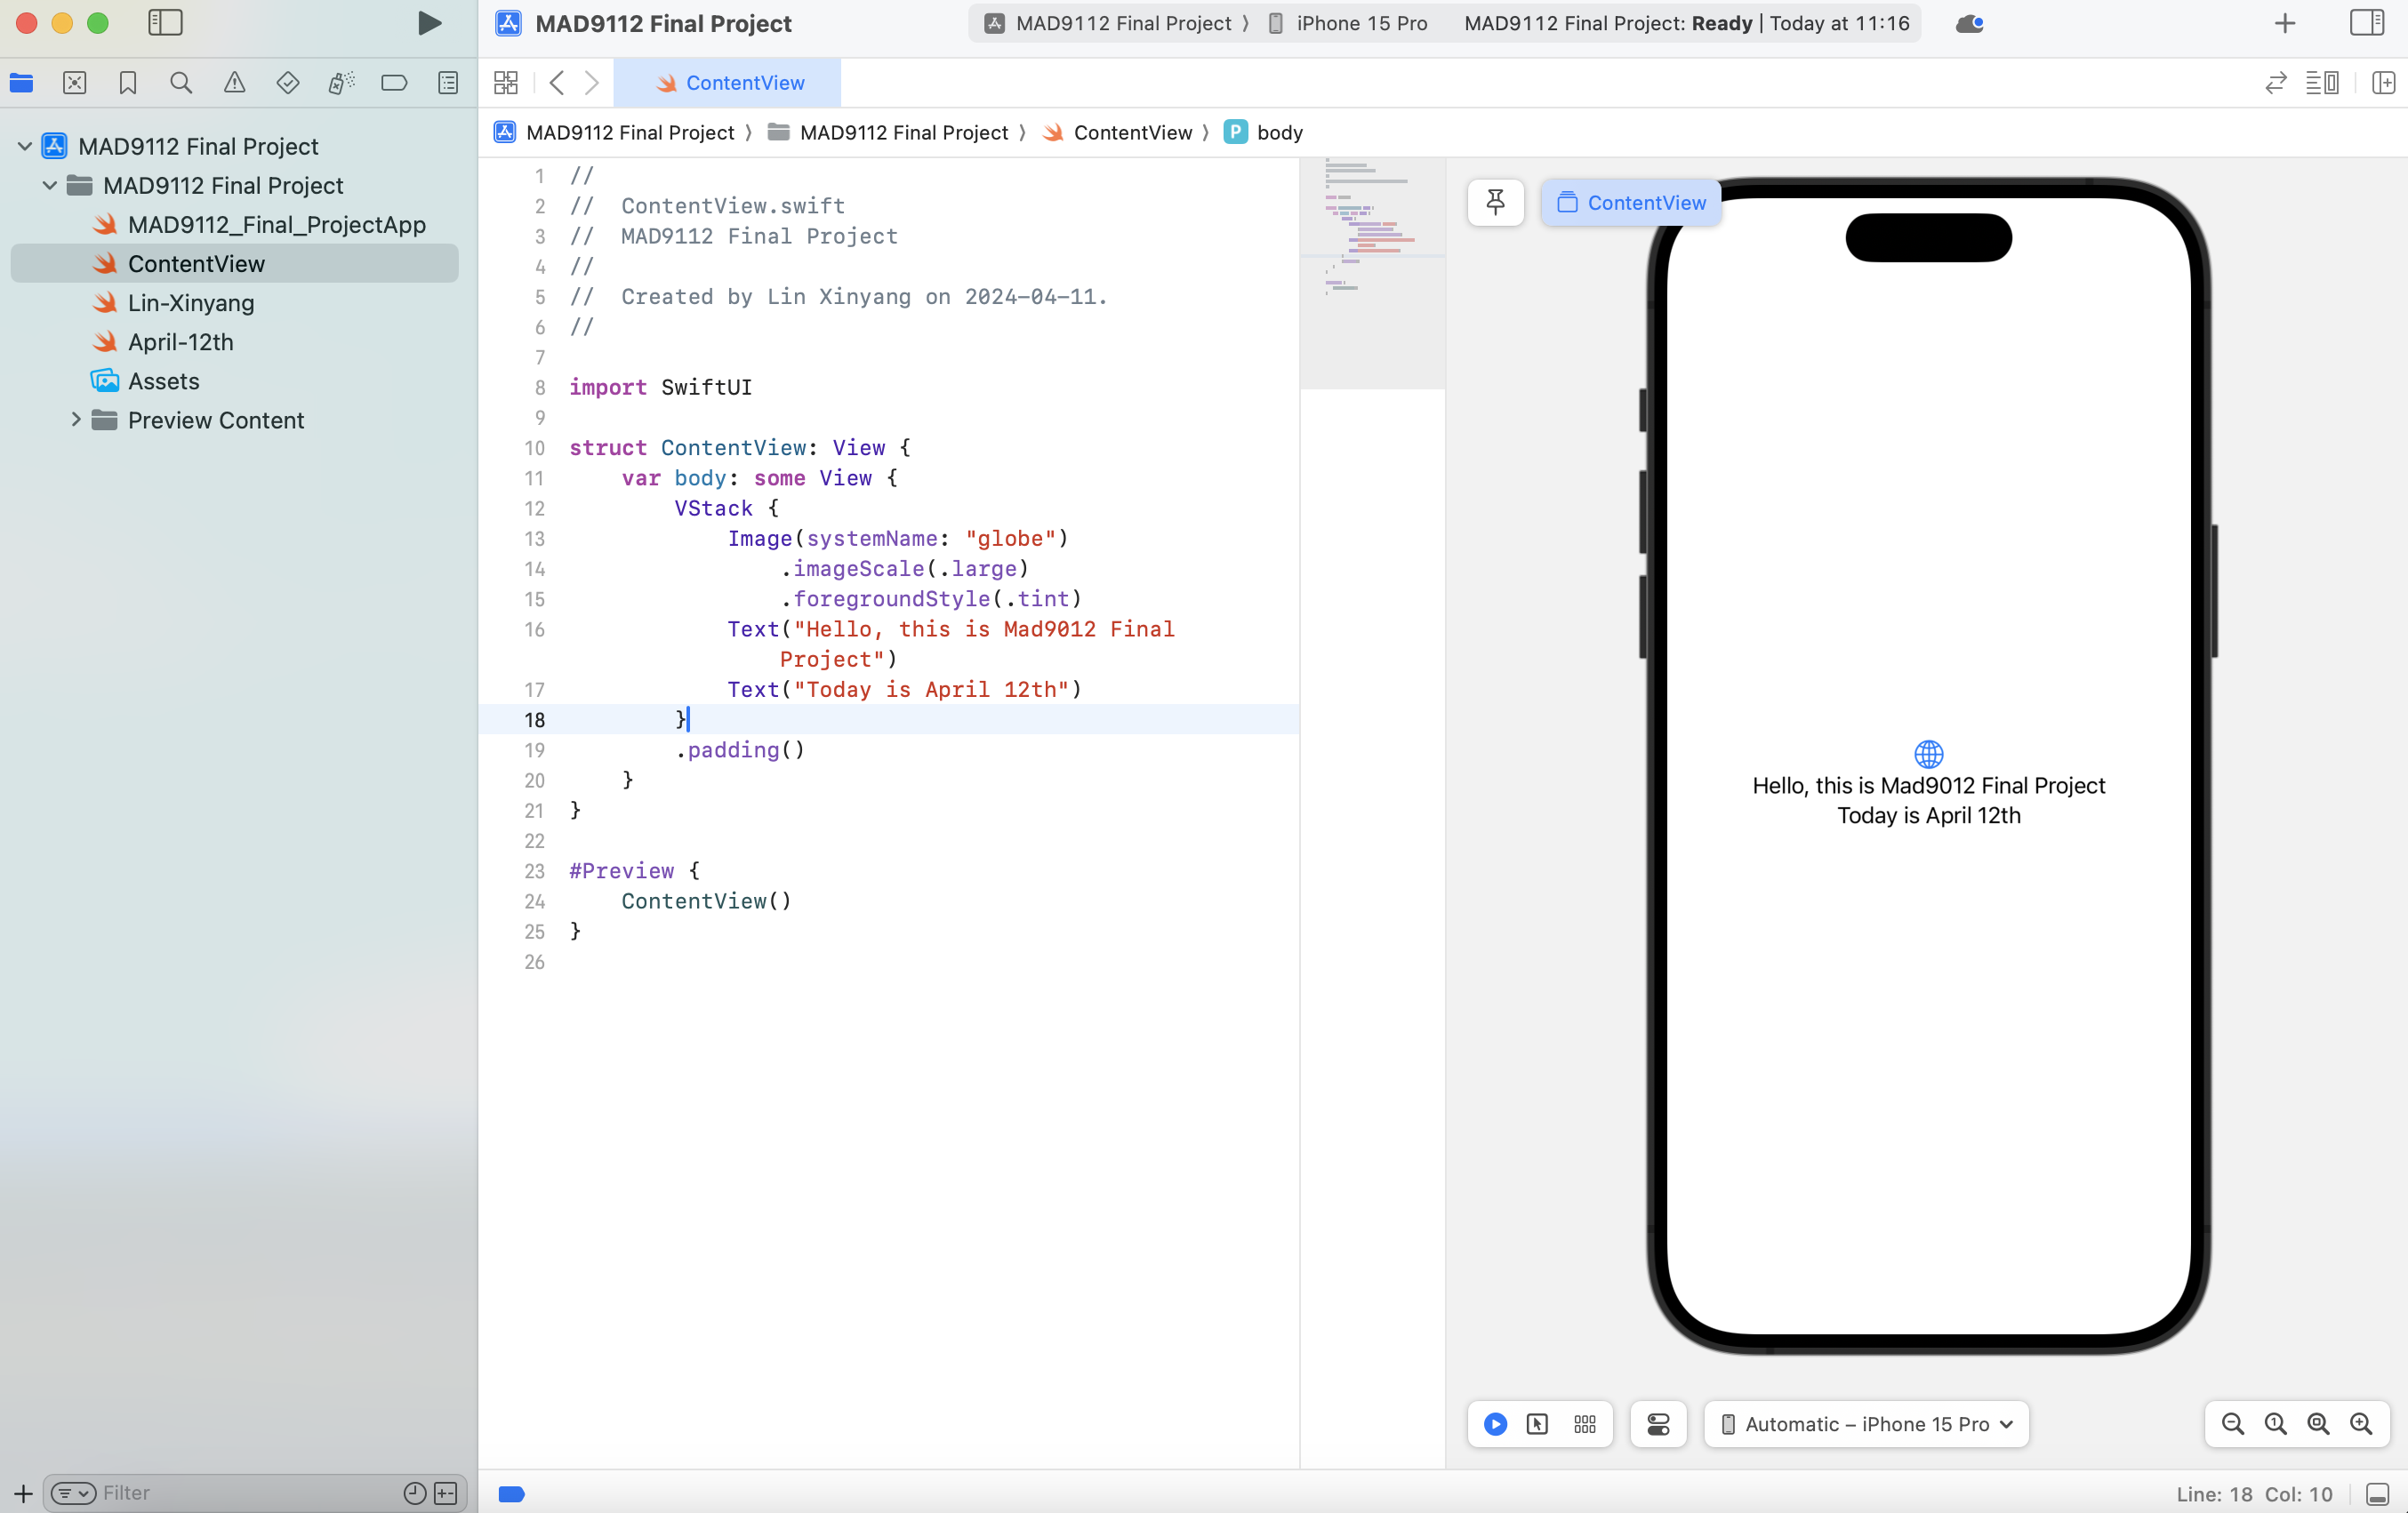 MAD9112 Final Project
MAD9112 Final Project 〉 iPhone 15 Pro
MAD9112 Final Project: Ready | Today at 11:16
ContentView
MAD9112 Final Project 〉 MAD9112 Final Project 〉 ContentView 〉 P body
MAD9112 Final Project
MAD9112 Final Project
MAD9112_Final_ProjectApp
ContentView
Lin-Xinyang
April-12th
Assets
Preview Content
1 //
2 //  ContentView.swift
3 //  MAD9112 Final Project
4 //
5 //  Created by Lin Xinyang on 2024-04-11.
6 //
7
8 import SwiftUI
9
10 struct ContentView: View {
11     var body: some View {
12         VStack {
13             Image(systemName: "globe")
14                 .imageScale(.large)
15                 .foregroundStyle(.tint)
16             Text("Hello, this is Mad9012 Final
                Project")
17             Text("Today is April 12th")
18         }
19         .padding()
20     }
21 }
22
23 #Preview {
24     ContentView()
25 }
26
ContentView
Hello, this is Mad9012 Final Project
Today is April 12th
Automatic – iPhone 15 Pro
Filter
Line: 18 Col: 10